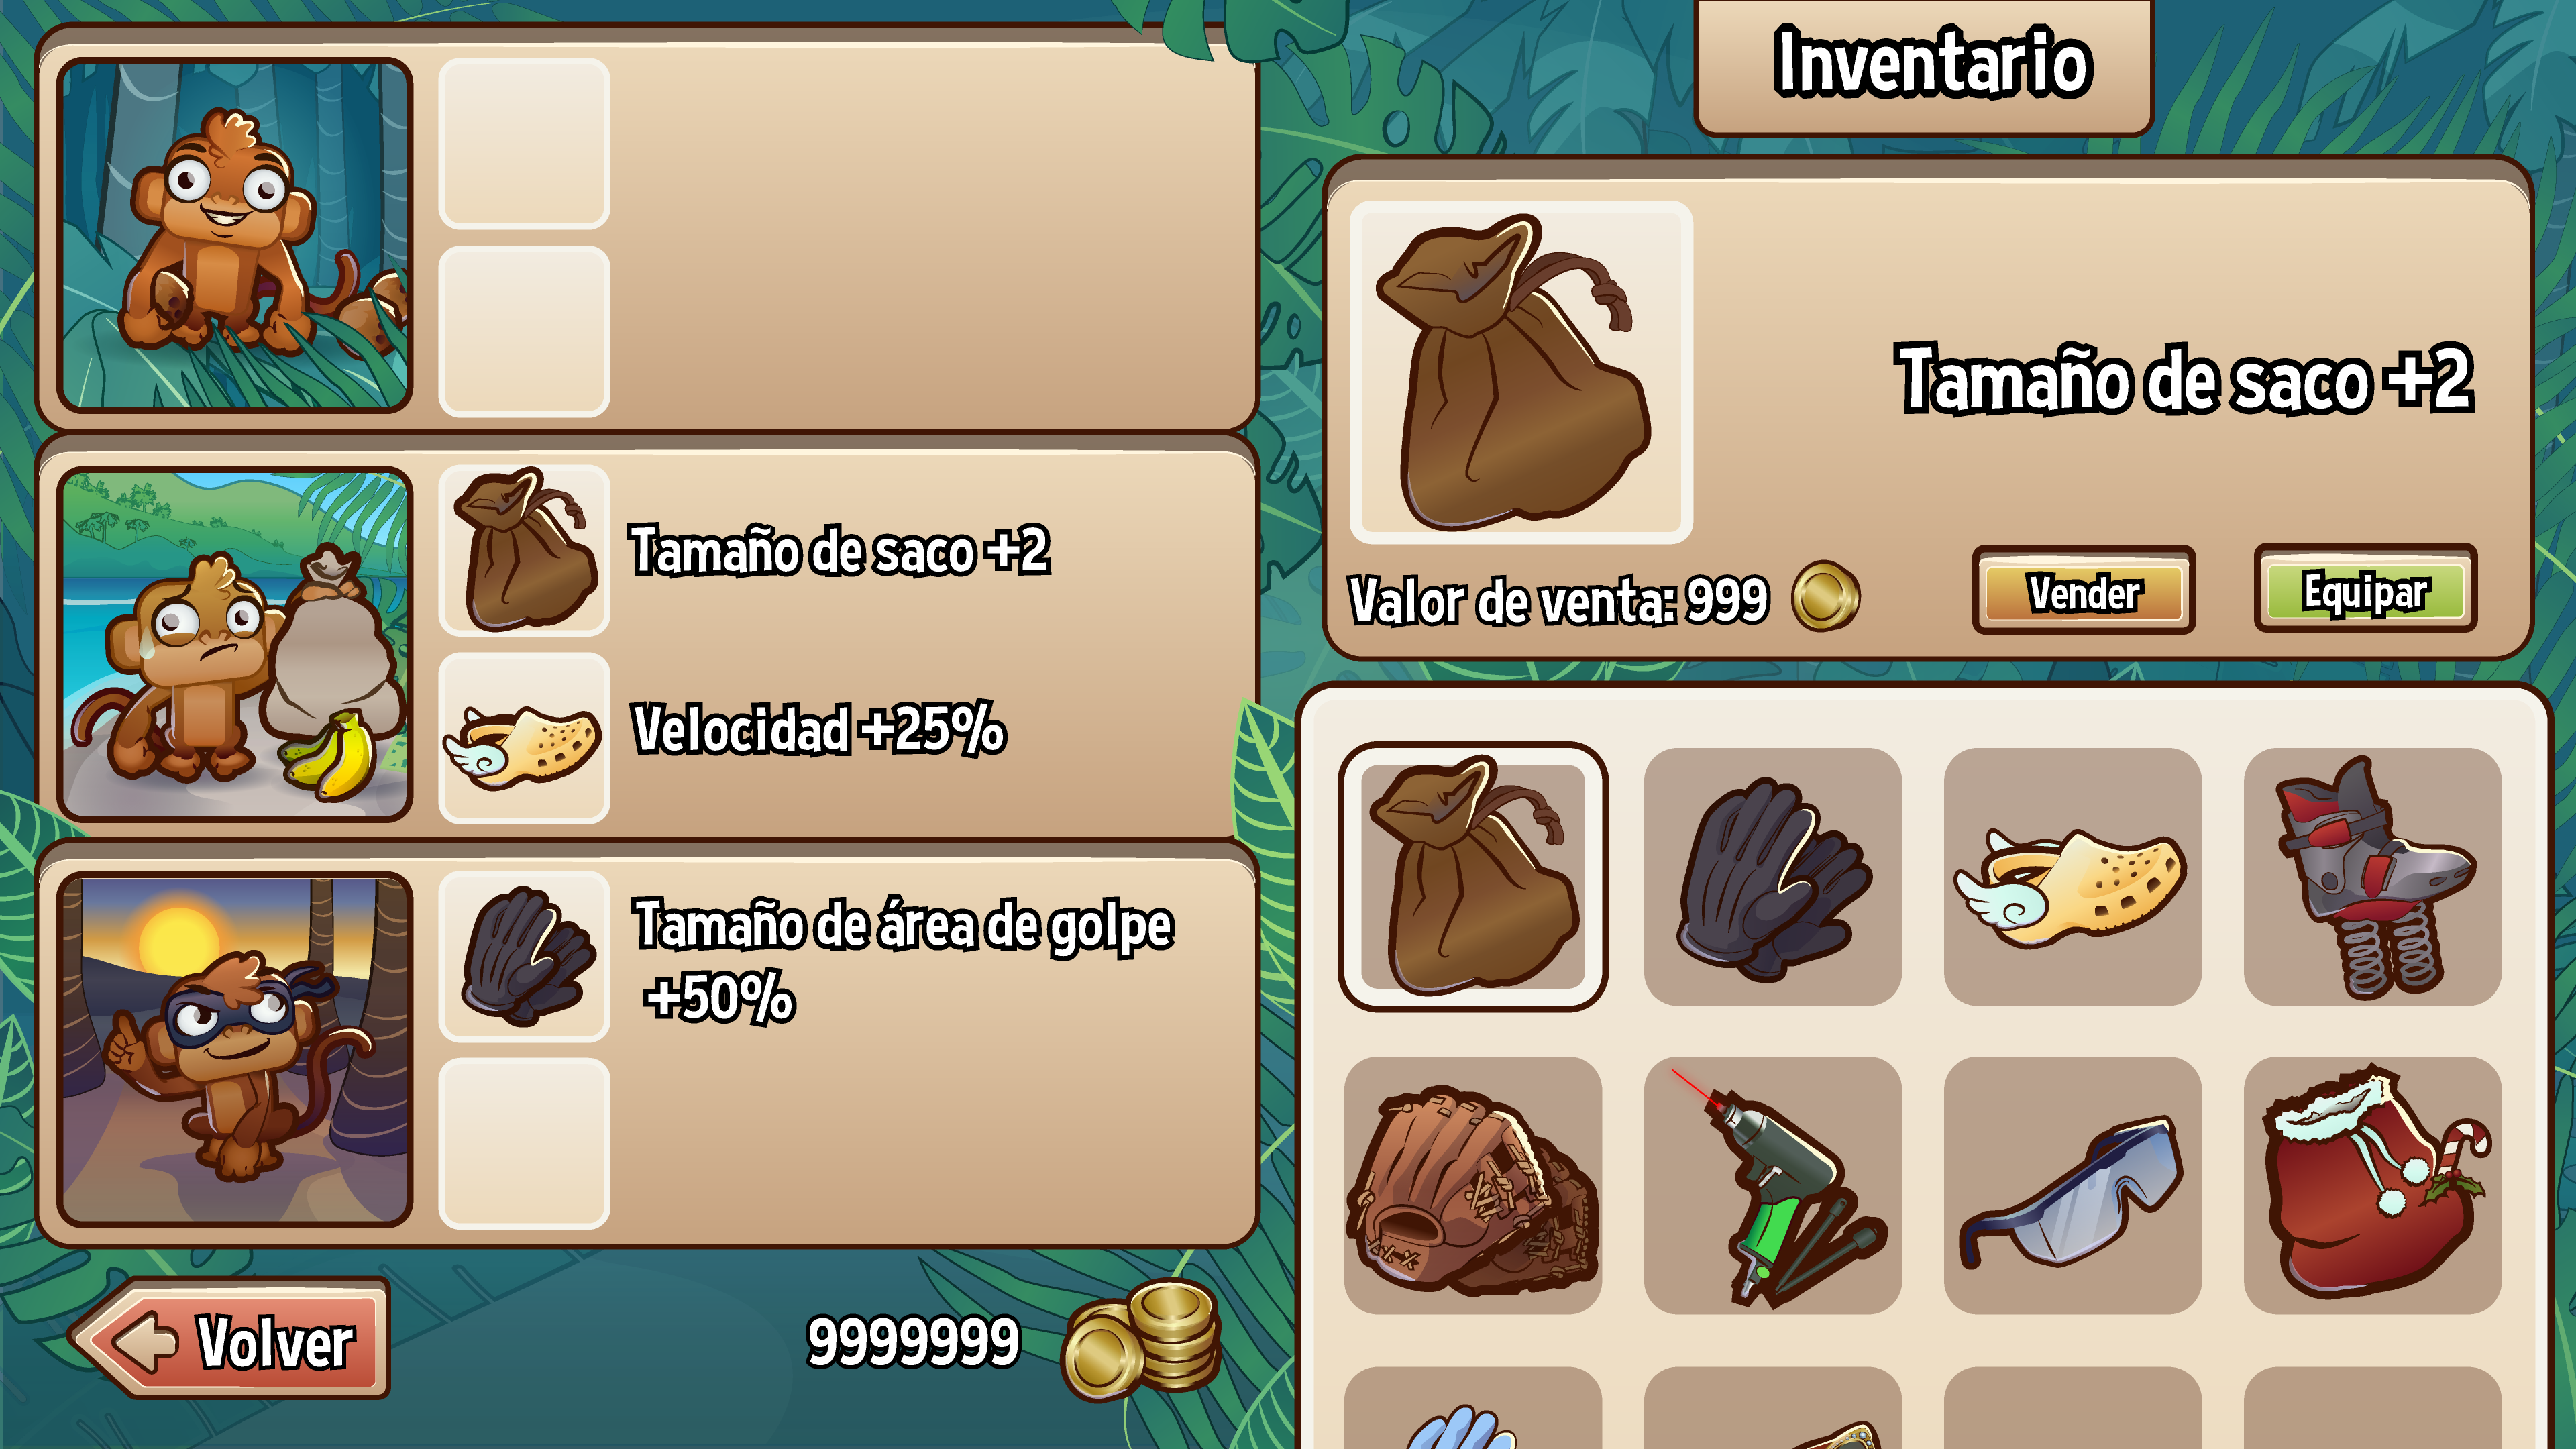 Inventario
Tamaño de saco +2
Velocidad +25%
Tamaño de área de golpe
+50%
Tamaño de saco +2
Valor de venta: 999
Vender
Equipar
Volver
9999999